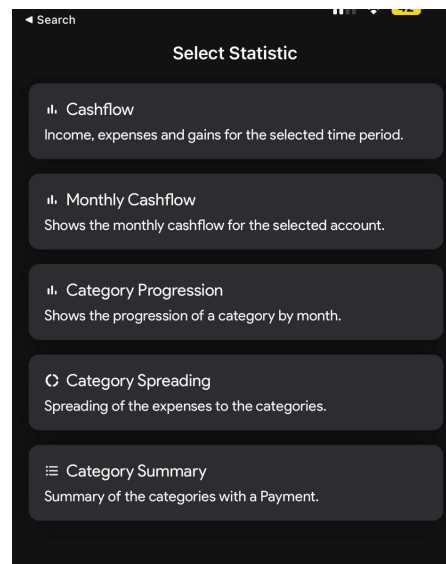 Search
Select Statistic
Cashflow
Income, expenses and gains for the selected time period.
Monthly Cashflow
Shows the monthly cashflow for the selected account.
Category Progression
Shows the progression of a category by month.
Category Spreading
Spreading of the expenses to the categories.
Category Summary
Summary of the categories with a Payment.